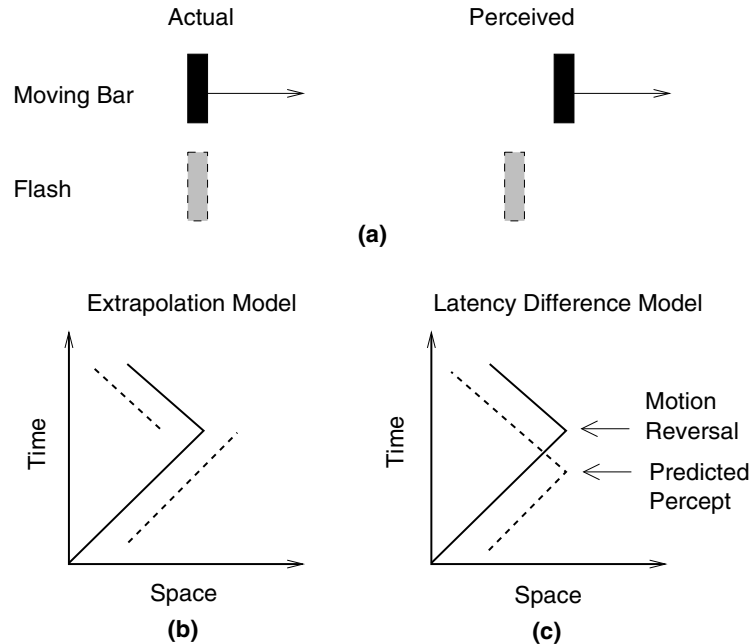 Actual
Perceived
Moving Bar
Flash
(a)
Extrapolation Model
Latency Difference Model
Time
Space
(b)
Time
Motion
Reversal
Predicted
Percept
Space
(c)